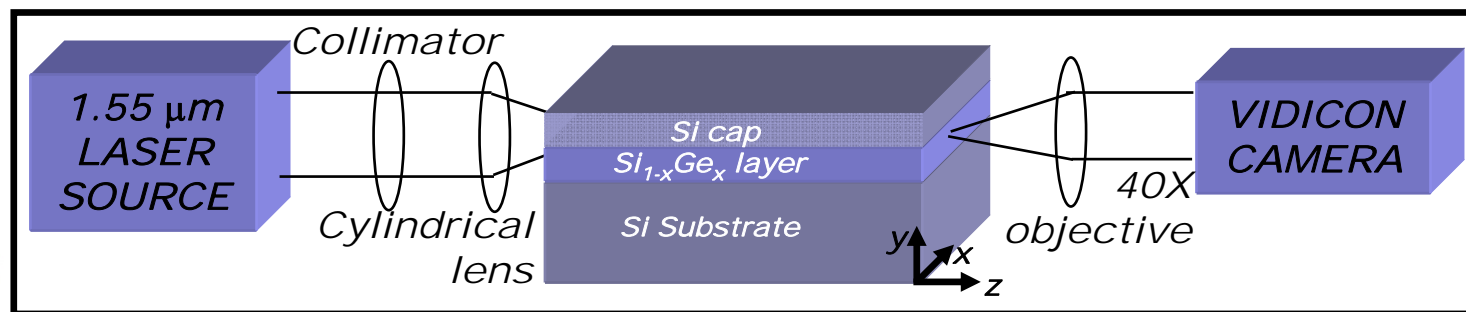 1.55 μm
LASER
SOURCE
Collimator
Cylindrical
lens
Si cap
Si₁₋ₓGeₓ layer
Si Substrate
y
x
z
40X
objective
VIDICON
CAMERA